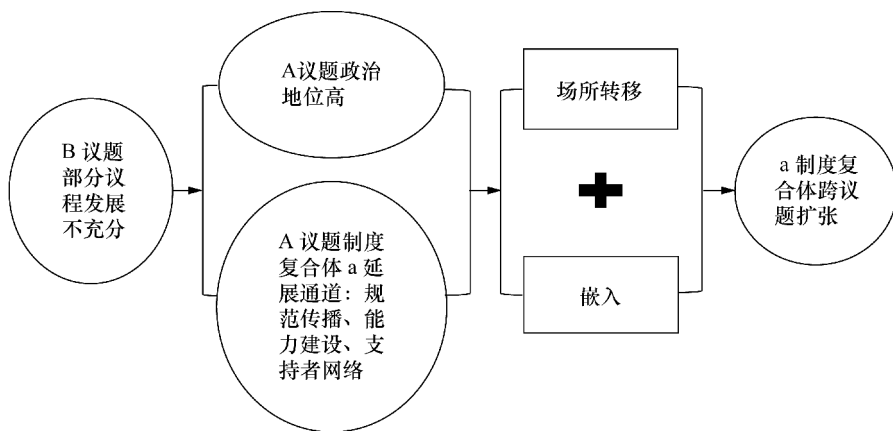 B 议题
部分议
程发展
不充分
A议题政治
地位高
A 议题制度
复合体 a 延
展通道：规
范传播、能
力建设、支
持者网络
场所转移
嵌入
a 制度复
合体跨议
题扩张